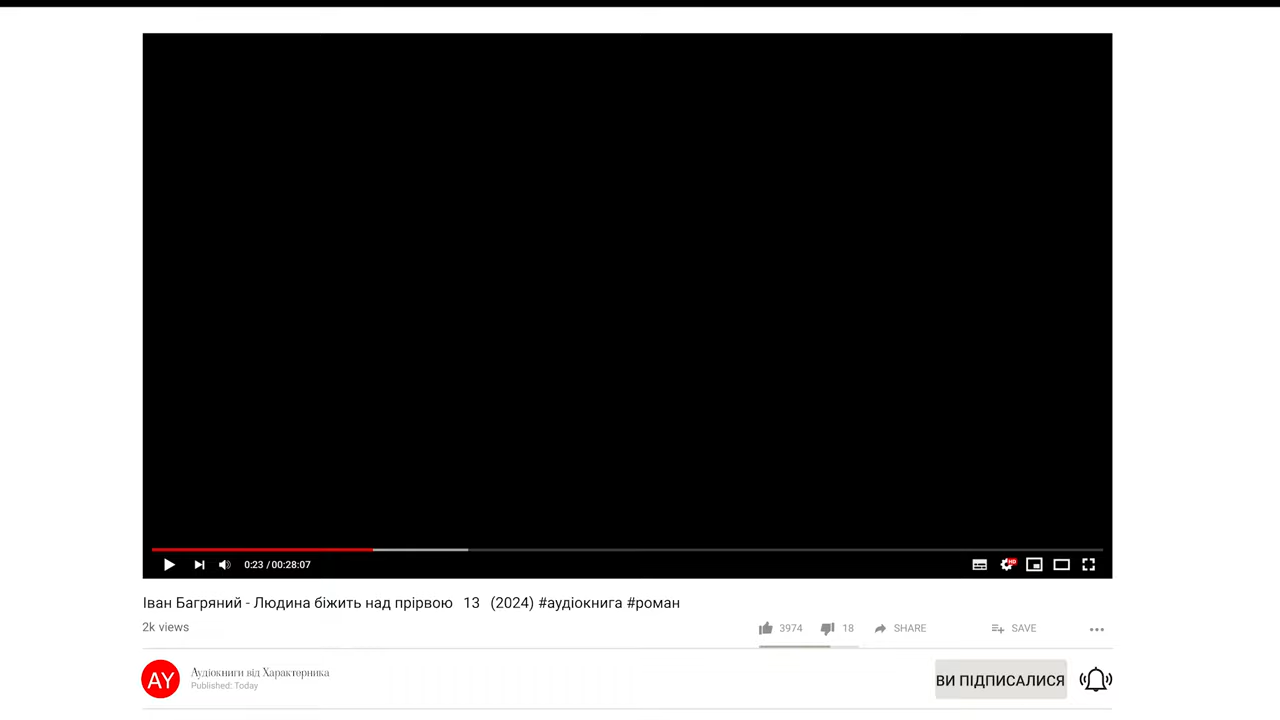 0:23 / 00:28:07
HD
Іван Багряний - Людина біжить над прірвою 13 (2024) #аудіокнига #роман
2k views
3974 18 SHARE SAVE
AY
Аудіокниги від Характерника
Published: Today
ВИ ПІДПИСАЛИСЯ